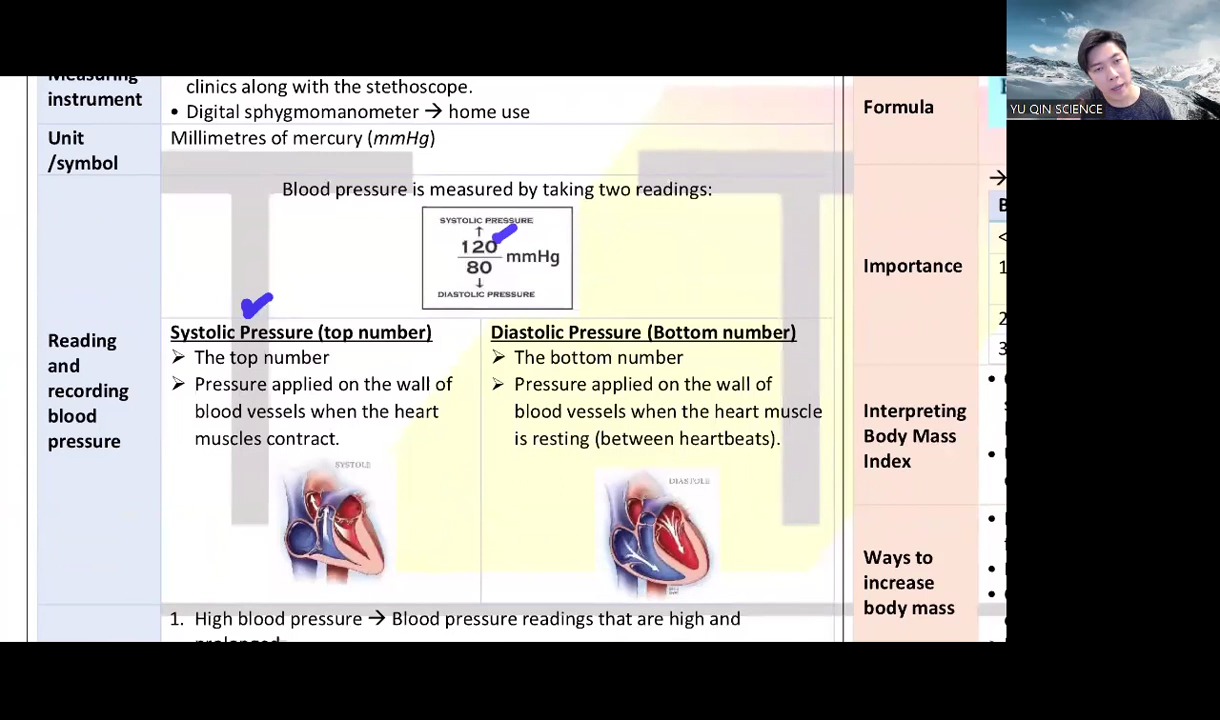 Measuring
instrument
clinics along with the stethoscope.
• Digital sphygmomanometer → home use
Unit
/symbol
Millimetres of mercury (mmHg)
Reading
and
recording
blood
pressure
Blood pressure is measured by taking two readings:
SYSTOLIC PRESSURE
↑
120
80
mmHg
↓
DIASTOLIC PRESSURE
Systolic Pressure (top number)
➢ The top number
➢ Pressure applied on the wall of
blood vessels when the heart
muscles contract.
SYSTOLE
Diastolic Pressure (Bottom number)
➢ The bottom number
➢ Pressure applied on the wall of
blood vessels when the heart muscle
is resting (between heartbeats).
DIASTOLE
1. High blood pressure → Blood pressure readings that are high and
prolonged
Formula
Importance
→
B
<
1
2
3
Interpreting
Body Mass
Index
Ways to
increase
body mass
YU QIN SCIENCE